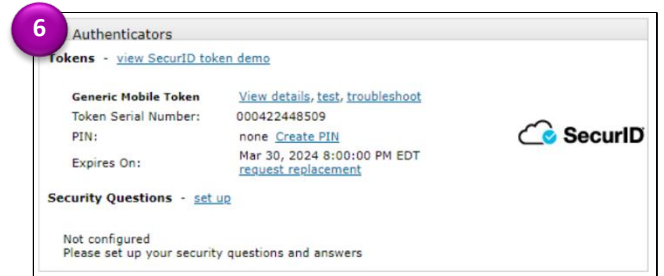 6
Authenticators
Tokens - view SecurID token demo
Generic Mobile Token View details, test, troubleshoot
Token Serial Number: 000422448509
PIN: none Create PIN
Expires On: Mar 30, 2024 8:00:00 PM EDT
request replacement
SecurID
Security Questions - set up
Not configured
Please set up your security questions and answers